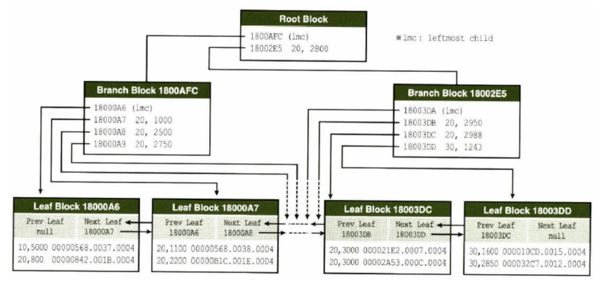 Root Block
1800AFC (lmc)
18002E5 20, 2800
※lmc : leftmost child
Branch Block 1800AFC
18000A6 (lmc)
18000A7 20, 1000
18000A8 20, 2500
18000A9 20, 2750
Branch Block 18002E5
18003DA (lmc)
18003DB 20, 2950
18003DC 20, 2988
18003DD 30, 1243
Leaf Block 18000A6
Prev Leaf Next Leaf
null 18000A7
10,5000 00000568.0037.0004
20,800 00000842.001B.0004
Leaf Block 18000A7
Prev Leaf Next Leaf
18000A6 18000A8
20,1100 00000568.0038.0004
20,2200 00000B1C.001E.0004
Leaf Block 18003DC
Prev Leaf Next Leaf
18003DB 18003DD
20,3000 000021E2.0007.0004
20,3000 00002A53.000C.0004
Leaf Block 18003DD
Prev Leaf Next Leaf
18003DC null
30,1600 000010CD.0015.0004
30,2850 000032C7.0012.0004